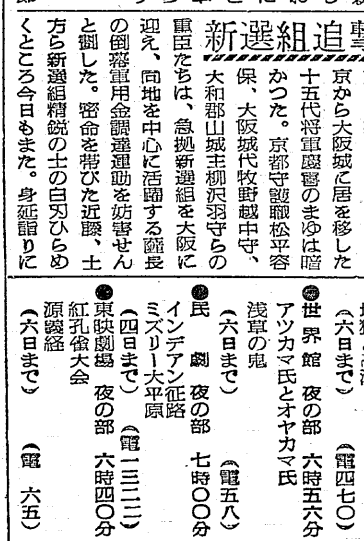 新選組追撃
京から大阪城に居を移した
十五代将軍慶喜のまゆは暗
かつた。京都守護職松平容
保、大阪城代牧野越中守、
大和郡山城主柳沢羽守らの
重臣たちは、急拠新選組を大阪に
迎え、同地を中心に活躍する薩長
の倒幕軍用金調達運動を妨害せん
と倒した。密命を帯びた近藤、土
方ら新選組精鋭の士の白刃ひらめ
くところ今日もまた。身延詣りに
(六日まで) (電四七〇)
●世界館 夜の部 六時五六分
アツカマ氏とオヤカマ氏
浅草の鬼
(六日まで) (電五八)
●民劇 夜の部 七時〇〇分
インデアン征路
ミズリー大平原
(四日まで) (電一三二二)
●東映劇場 夜の部 六時四〇分
紅孔雀大会
源義経
(六日まで) (電 六五)